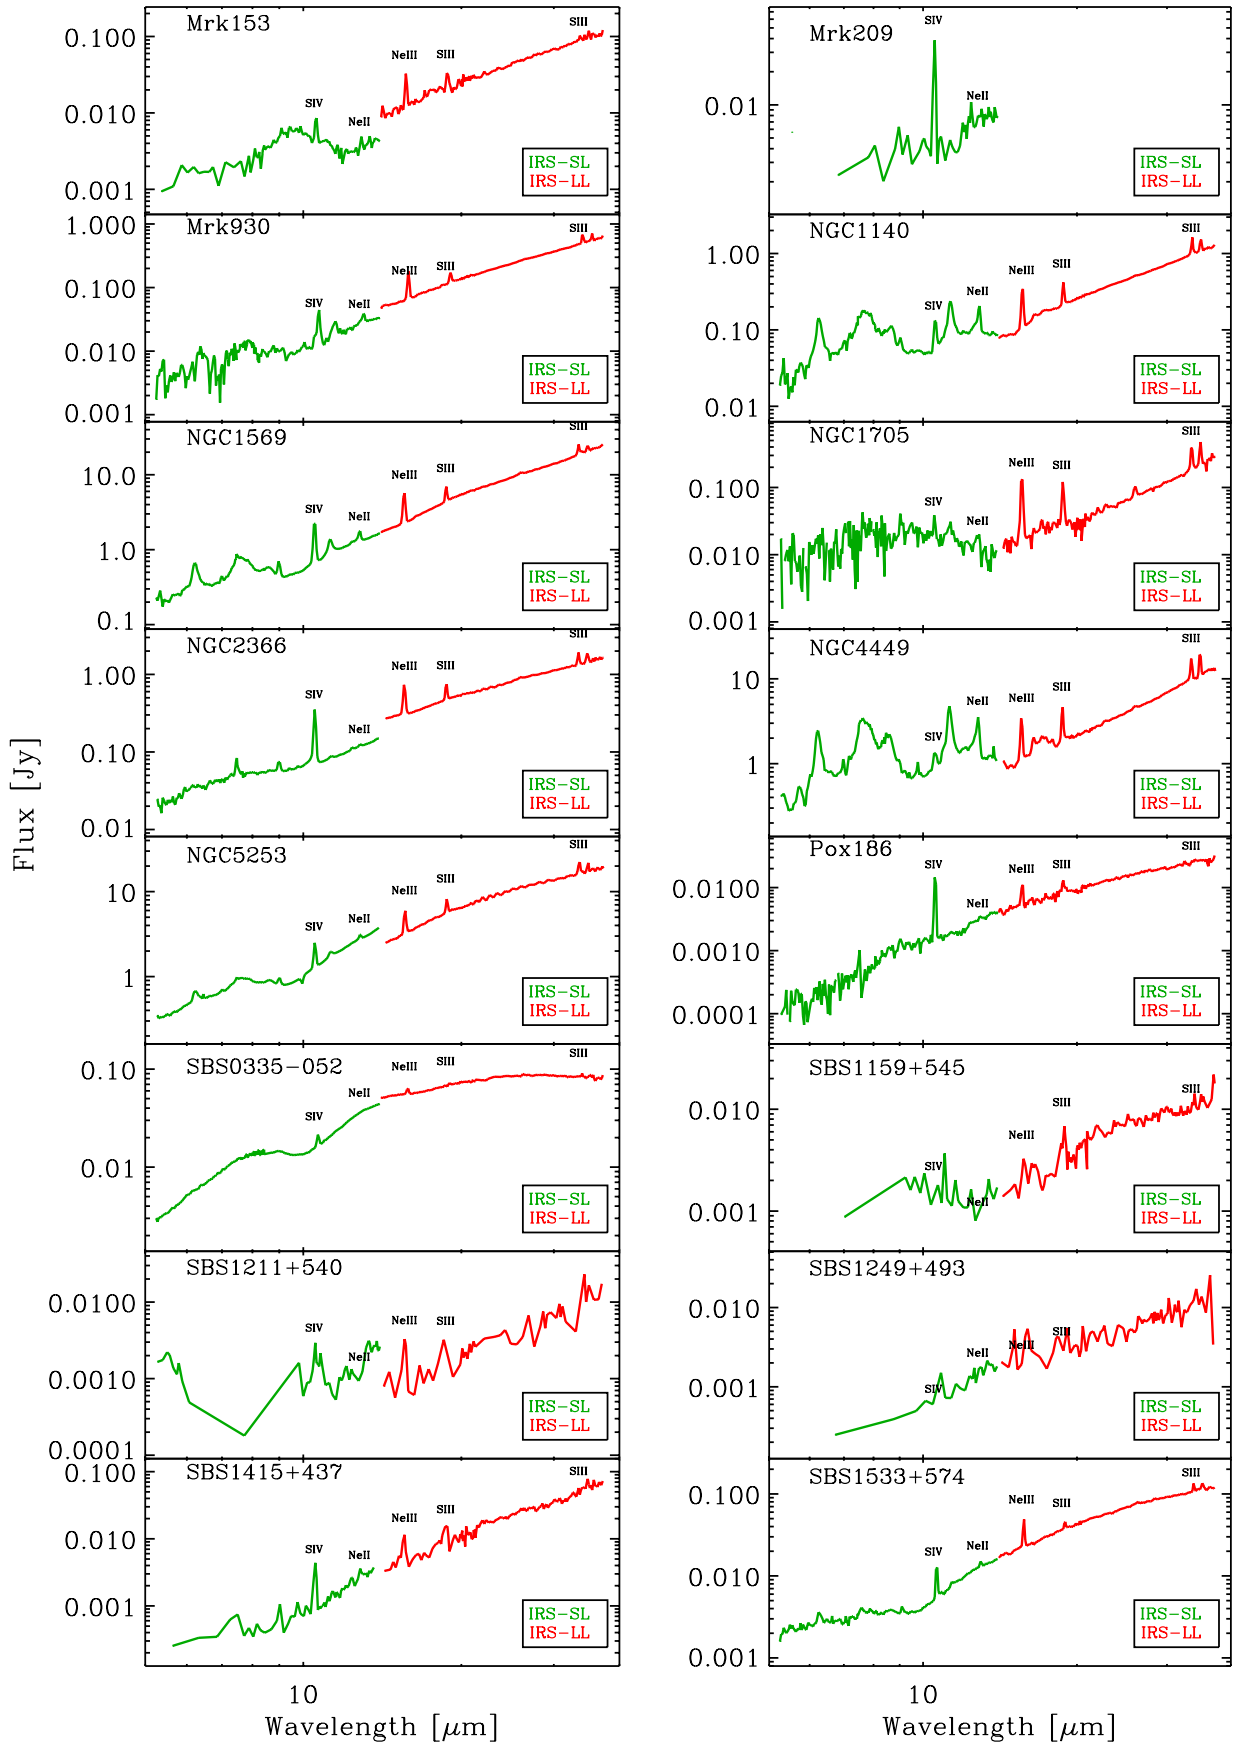 Flux [Jy]
Mrk153
0.100
0.010
0.001
SIV
NeII
NeIII
SIII
SIII
IRS-SL
IRS-LL
Mrk209
0.01
SIV
NeII
IRS-SL
IRS-LL
Mrk930
1.000
0.100
0.010
0.001
SIV
NeII
NeIII
SIII
SIII
IRS-SL
IRS-LL
NGC1140
1.00
0.10
0.01
SIV
NeII
NeIII
SIII
SIII
IRS-SL
IRS-LL
NGC1569
10.0
1.0
0.1
SIV
NeII
NeIII
SIII
SIII
IRS-SL
IRS-LL
NGC1705
0.100
0.010
0.001
SIV
NeII
NeIII
SIII
SIII
IRS-SL
IRS-LL
NGC2366
1.00
0.10
0.01
SIV
NeII
NeIII
SIII
SIII
IRS-SL
IRS-LL
NGC4449
10
1
SIV
NeII
NeIII
SIII
SIII
IRS-SL
IRS-LL
NGC5253
10
1
SIV
NeII
NeIII
SIII
SIII
IRS-SL
IRS-LL
Pox186
0.0100
0.0010
0.0001
SIV
NeII
NeIII
SIII
SIII
IRS-SL
IRS-LL
SBS0335-052
0.10
0.01
SIV
NeII
NeIII
SIII
SIII
IRS-SL
IRS-LL
SBS1159+545
0.010
0.001
SIV
NeII
NeIII
SIII
SIII
IRS-SL
IRS-LL
SBS1211+540
0.0100
0.0010
0.0001
SIV
NeII
NeIII
SIII
IRS-SL
IRS-LL
SBS1249+493
0.010
0.001
SIV
NeII
NeIII
SIII
IRS-SL
IRS-LL
SBS1415+437
0.100
0.010
0.001
SIV
NeII
NeIII
SIII
SIII
IRS-SL
IRS-LL
SBS1533+574
0.100
0.010
0.001
SIV
NeII
NeIII
SIII
SIII
IRS-SL
IRS-LL
10
Wavelength [μm]
10
Wavelength [μm]